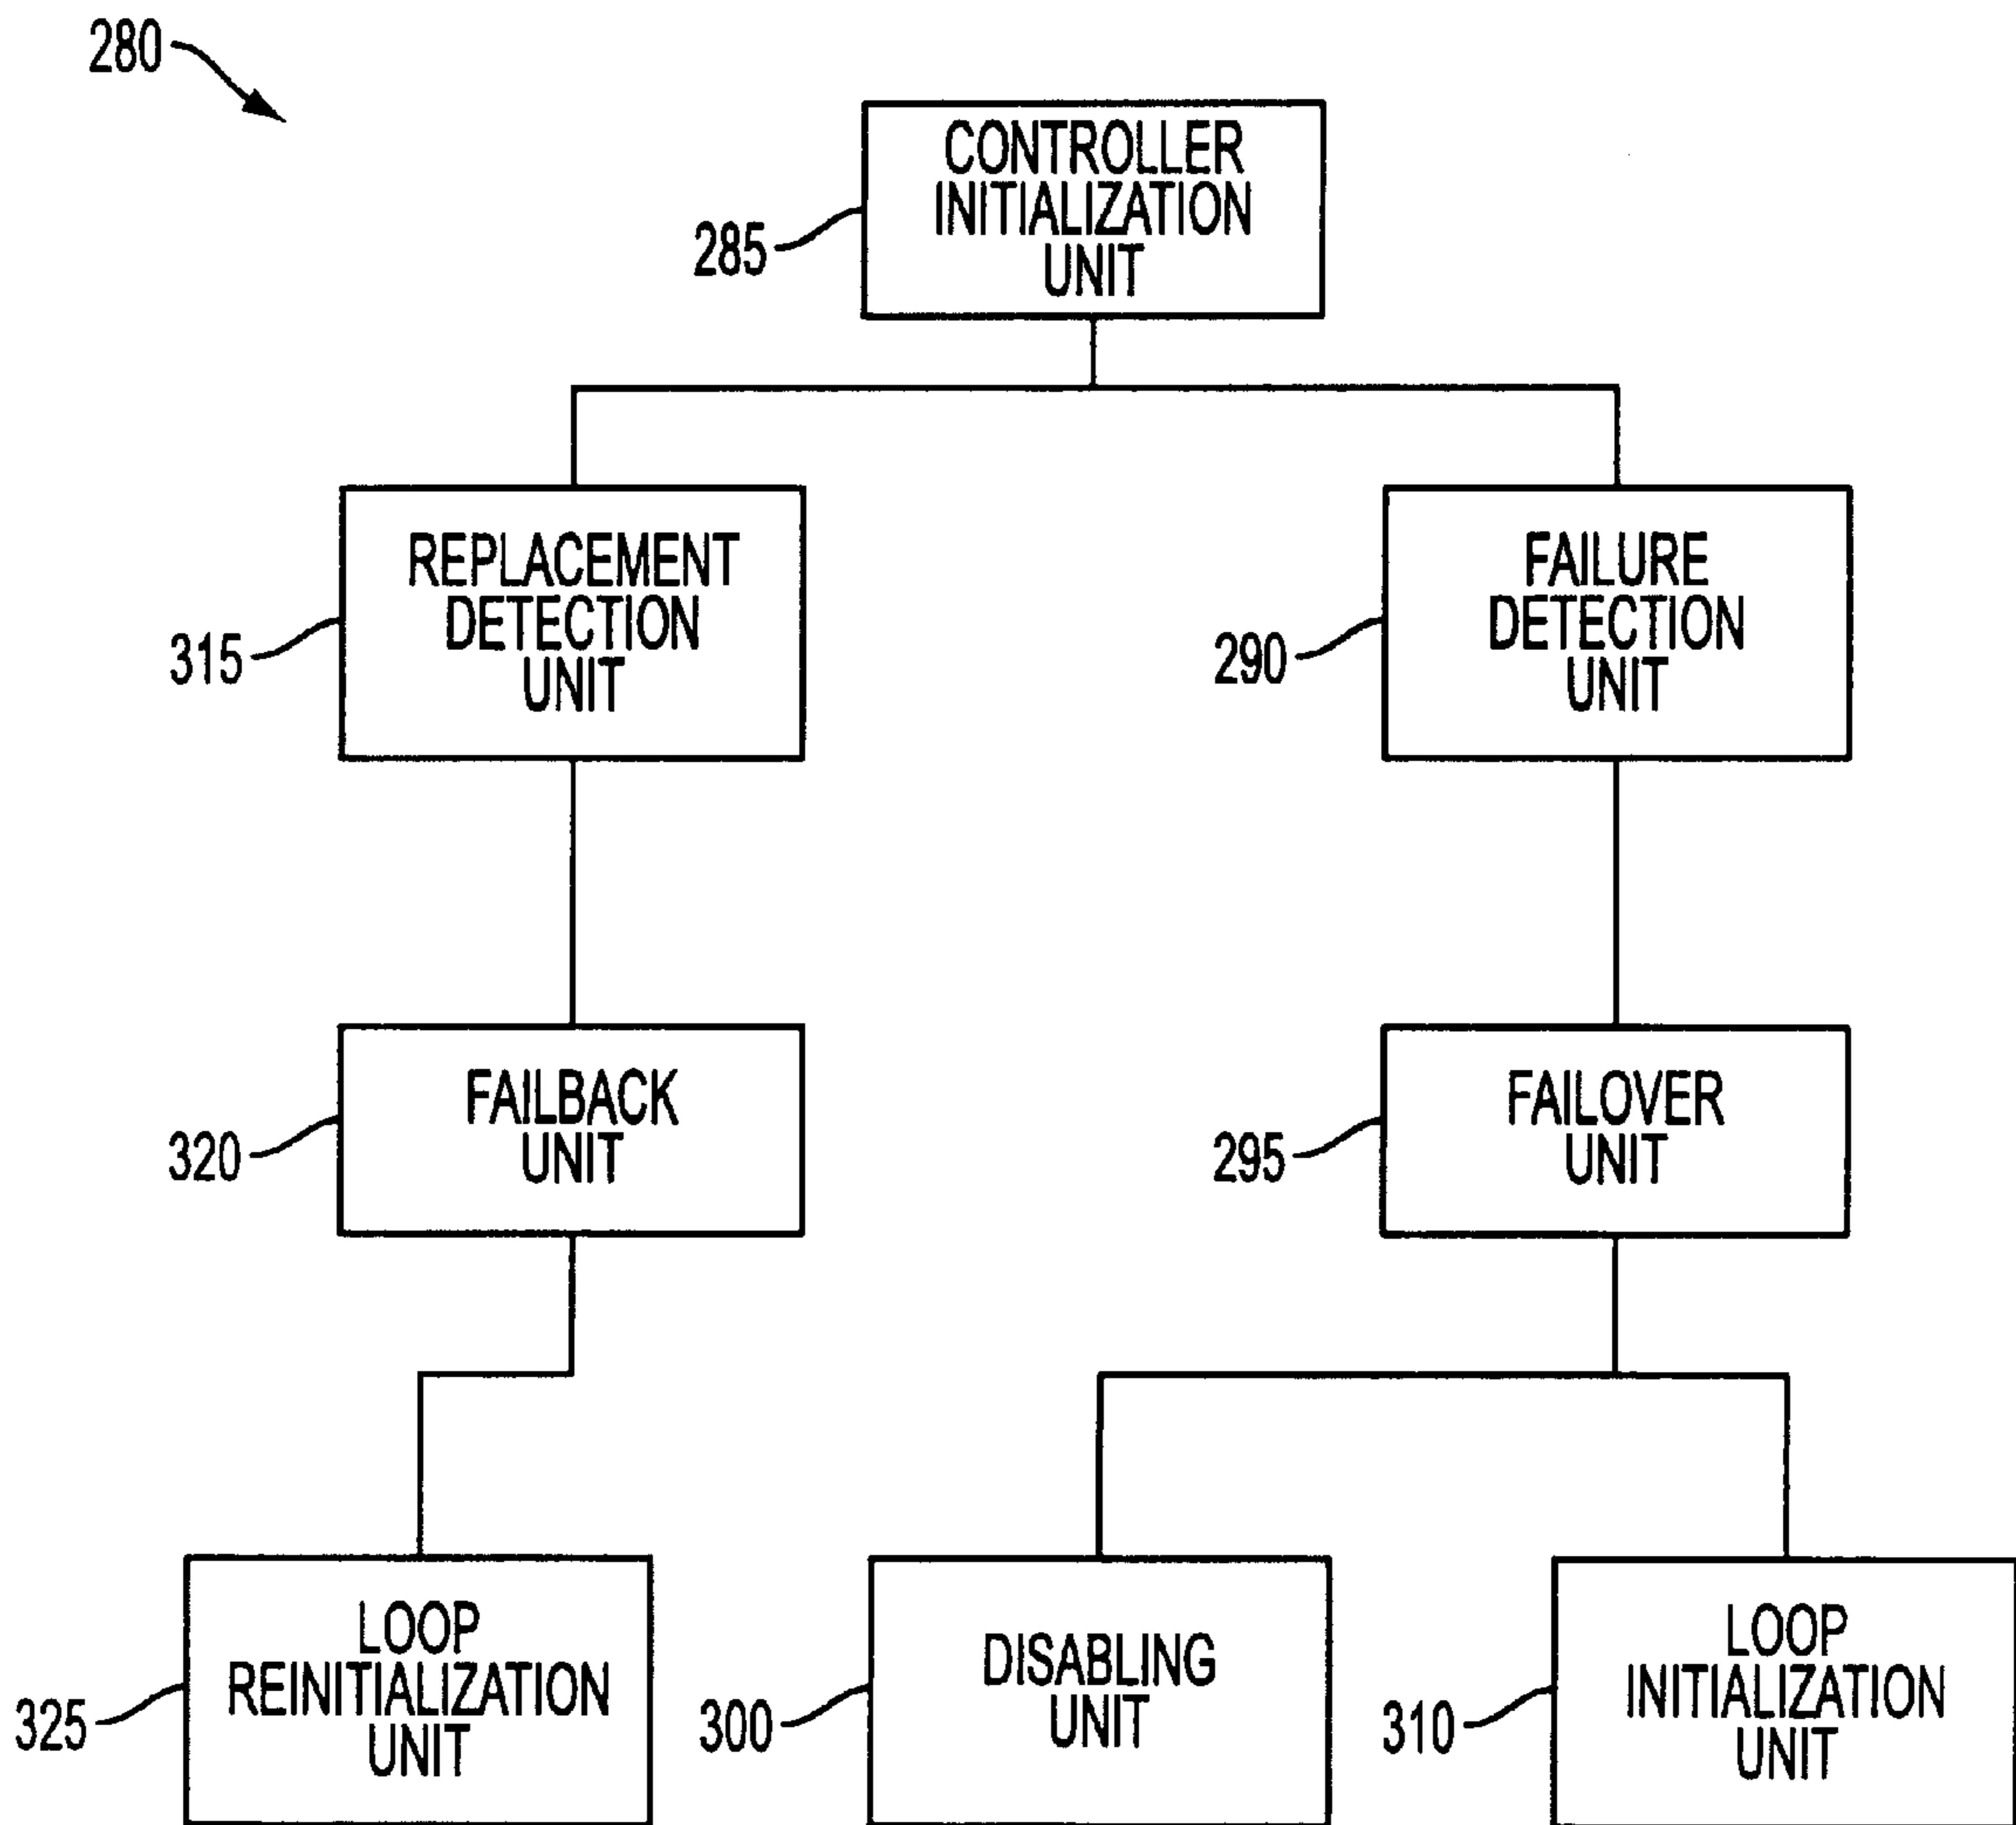 280
CONTROLLER
INITIALIZATION
UNIT
285
REPLACEMENT
DETECTION
UNIT
315
FAILURE
DETECTION
UNIT
290
FAILBACK
UNIT
320
FAILOVER
UNIT
295
LOOP
REINITIALIZATION
UNIT
325
DISABLING
UNIT
300
LOOP
INITIALIZATION
UNIT
310